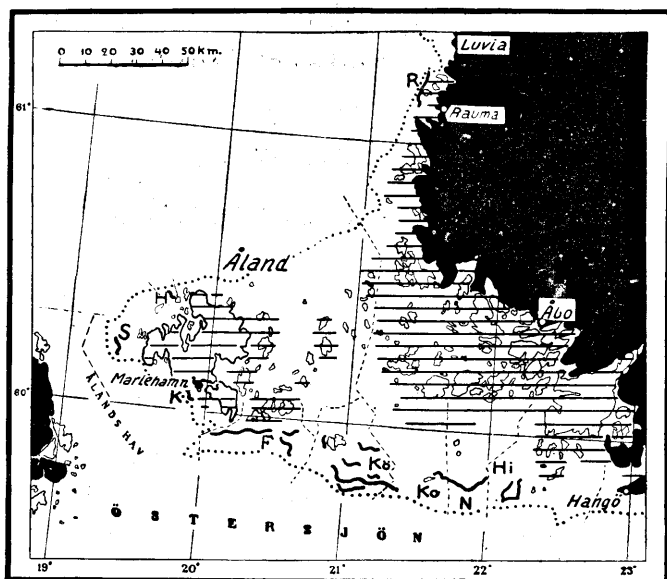 0 10 20 30 40 50 km.
Luvia
R
61°
Rauma
Åland
H
S
Åbo
Mariehamn
K
60°
ÅLANDS HAV
F
Kö
Hi
Ko
N
Hangö
ÖSTERSJÖN
19° 20° 21° 22° 23°